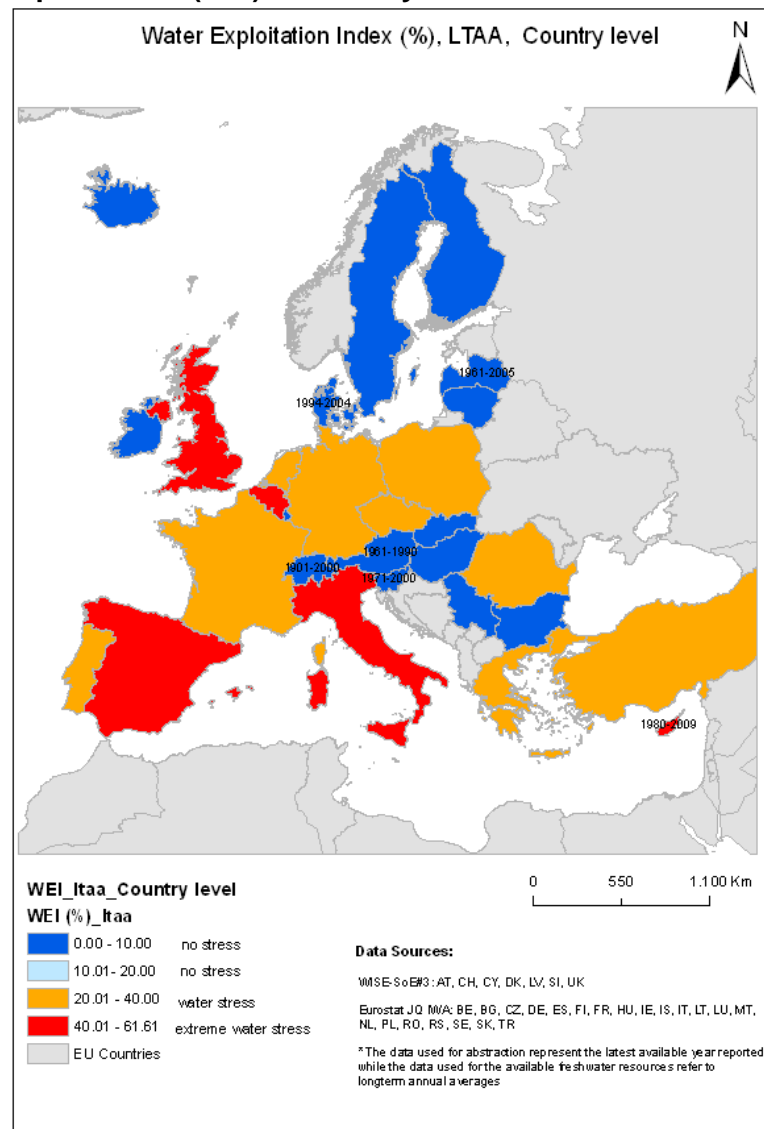 Water Exploitation Index (%), LTAA, Country level
N
1961-2005
1994-2004
1961-1990
1901-2000
1971-2000
1980-2009
WEI_ltaa_Country level
WEI (%)_ltaa
0.00 - 10.00 no stress
10.01 - 20.00 no stress
20.01 - 40.00 water stress
40.01 - 61.61 extreme water stress
EU Countries
0 550 1.100 Km
Data Sources:
WISE-SoE#3: AT, CH, CY, DK, LV, SI, UK
Eurostat JQ IWA: BE, BG, CZ, DE, ES, FI, FR, HU, IE, IS, IT, LT, LU, MT,
NL, PL, RO, RS, SE, SK, TR
*The data used for abstraction represent the latest available year reported
while the data used for the available freshwater resources refer to
longterm annual averages